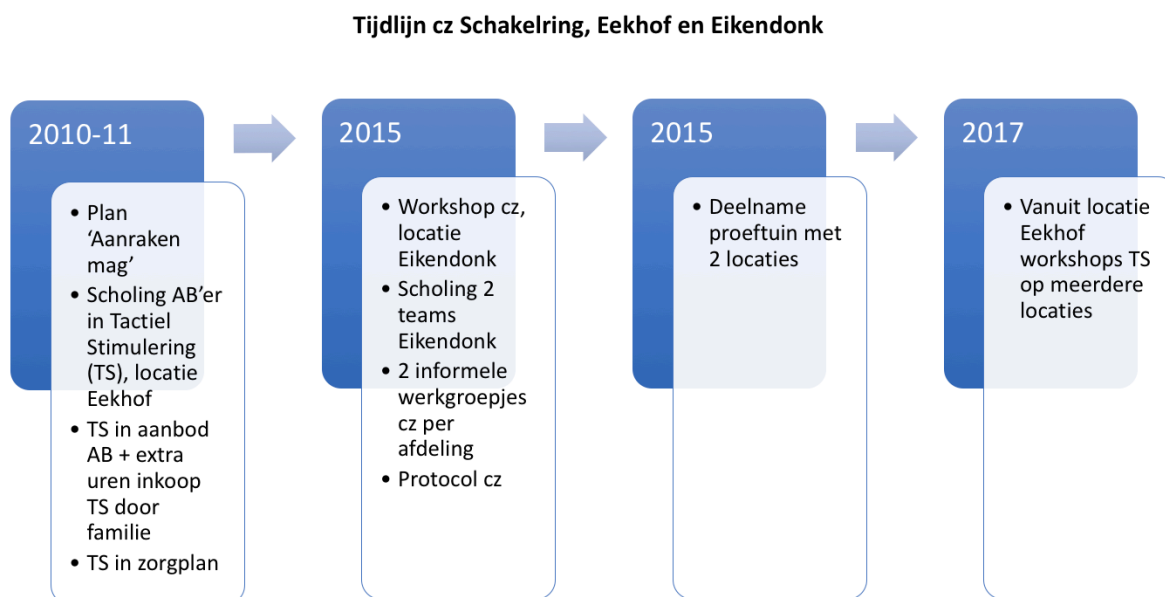 Tijdlijn cz Schakelring, Eekhof en Eikendonk
2010-11
• Plan
‘Aanraken
mag’
• Scholing AB’er
in Tactiel
Stimulering
(TS), locatie
Eekhof
• TS in aanbod
AB + extra
uren inkoop
TS door
familie
• TS in zorgplan
2015
• Workshop cz,
locatie
Eikendonk
• Scholing 2
teams
Eikendonk
• 2 informele
werkgroepjes
cz per
afdeling
• Protocol cz
2015
• Deelname
proeftuin met
2 locaties
2017
• Vanuit locatie
Eekhof
workshops TS
op meerdere
locaties